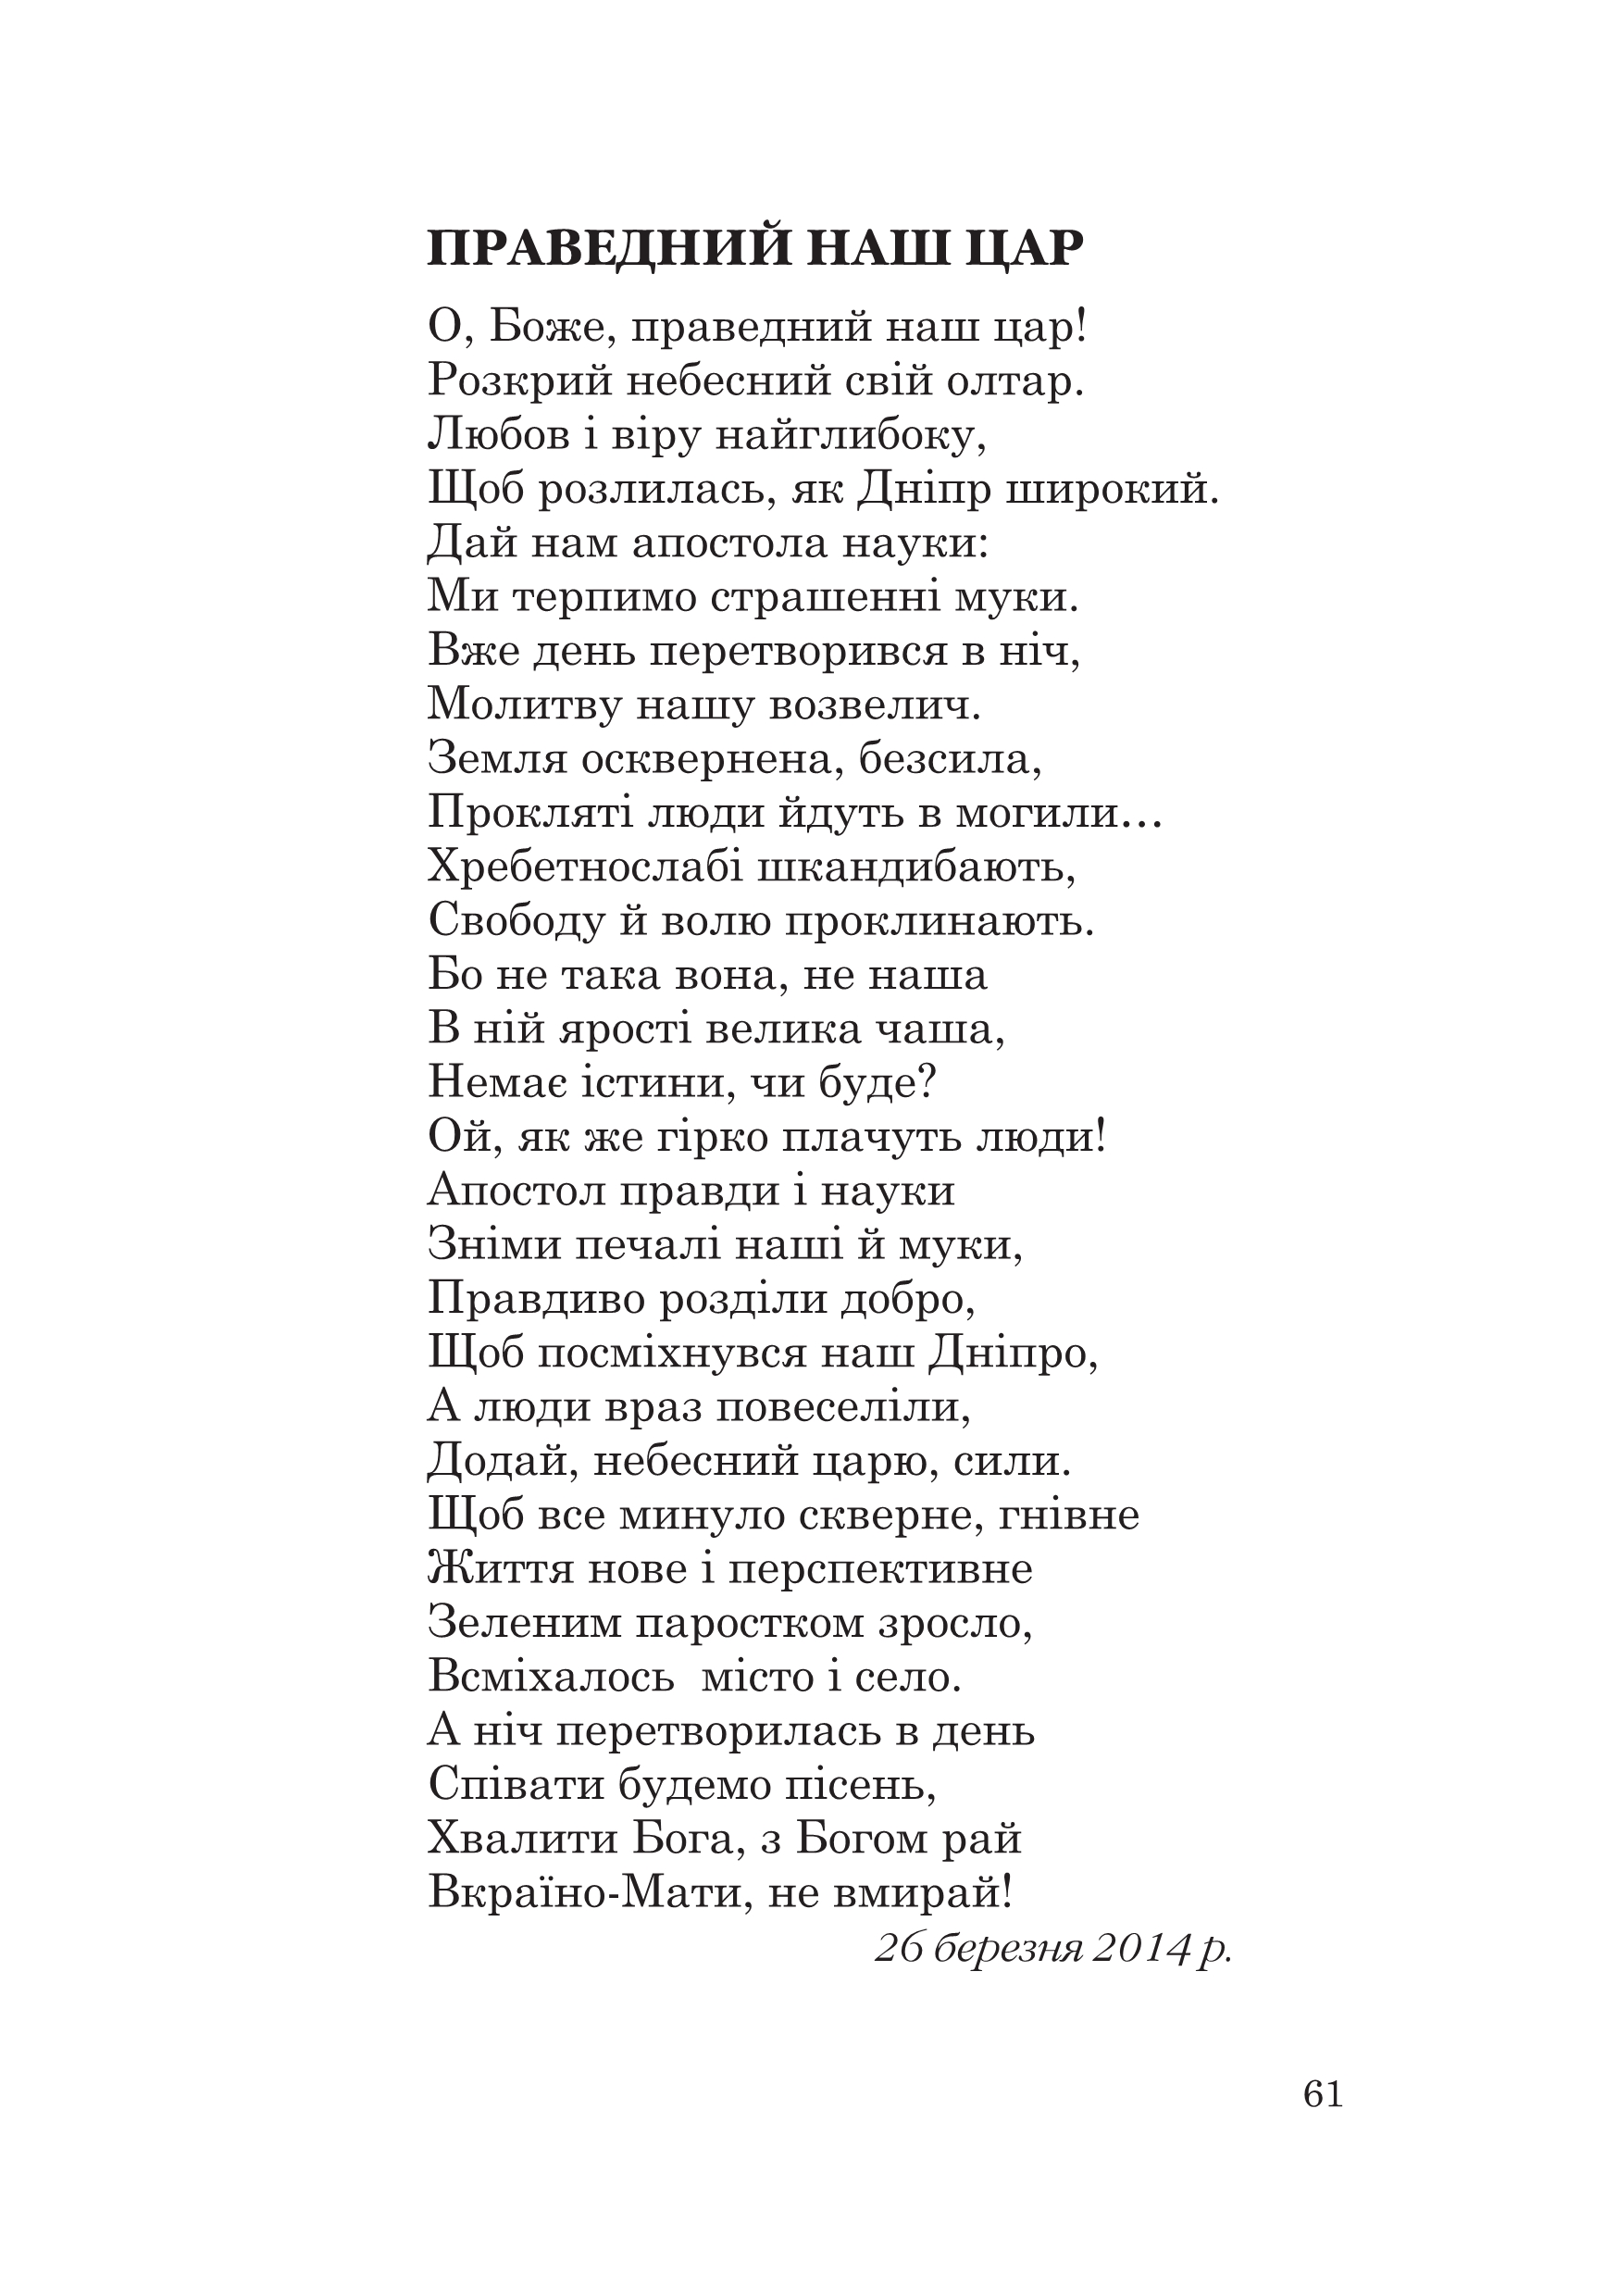 ПРАВЕДНИЙ НАШ ЦАР
О, Боже, праведний наш цар!
Розкрий небесний свій олтар.
Любов і віру найглибоку,
Щоб розлилась, як Дніпр широкий.
Дай нам апостола науки:
Ми терпимо страшенні муки.
Вже день перетворився в ніч,
Молитву нашу возвелич.
Земля осквернена, безсила,
Прокляті люди йдуть в могили...
Хребетнослабі шкандибають,
Свободу й волю проклинають.
Бо не така вона, не наша
В ній ярості велика чаша,
Немає істини, чи буде?
Ой, як же гірко плачуть люди!
Апостол правди і науки
Зніми печалі наші й муки,
Правдиво розділи добро,
Щоб посміхнувся наш Дніпро,
А люди враз повеселіли,
Додай, небесний царю, сили.
Щоб все минуло скверне, гнівне
Життя нове і перспективне
Зеленим паростком зросло,
Всміхалось  місто і село.
А ніч перетворилась в день
Співати будемо пісень,
Хвалити Бога, з Богом рай
Вкраїно-Мати, не вмирай!
26 березня 2014 р.
61